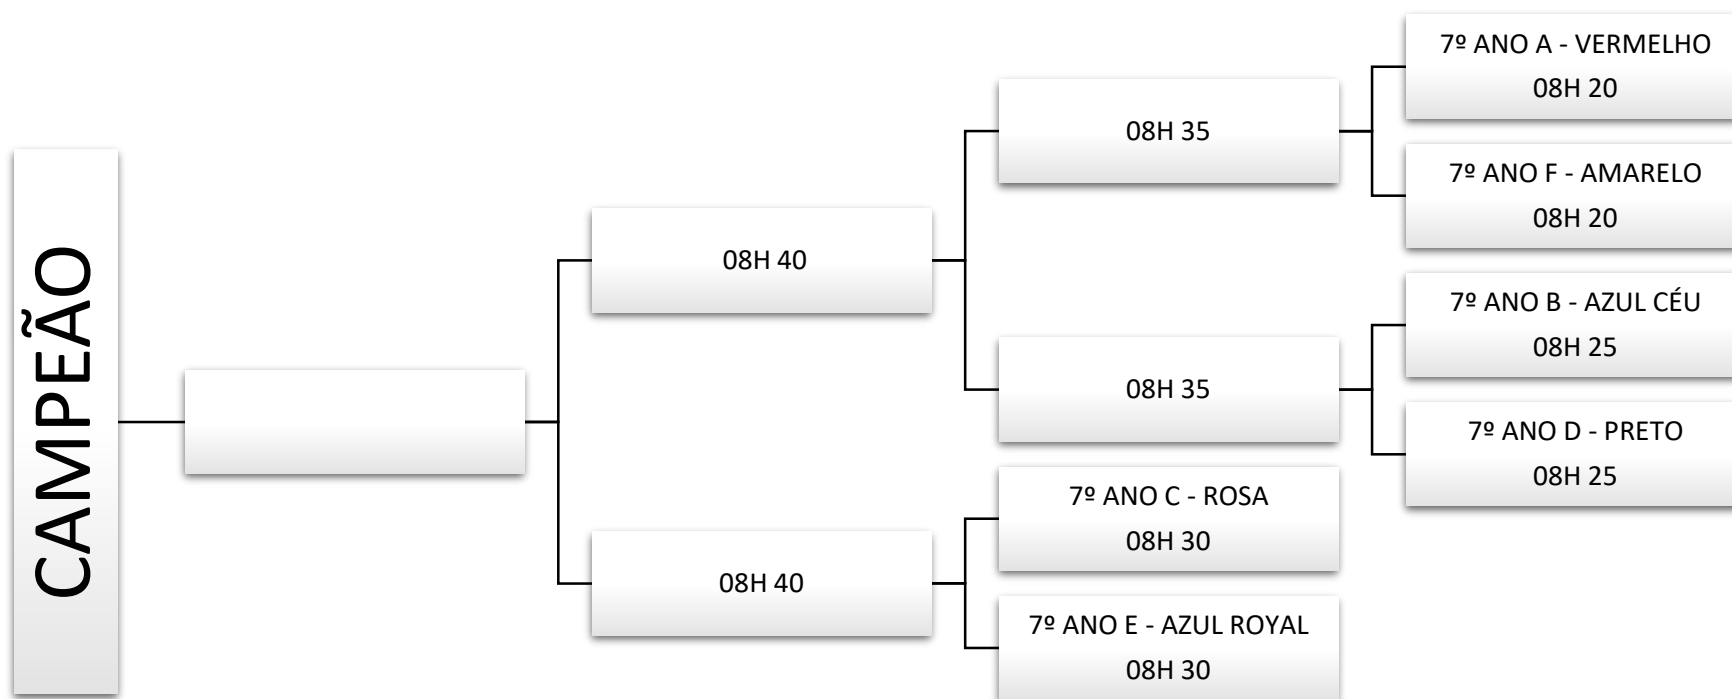 CAMPEÃO
08H 40
08H 35
7º ANO A - VERMELHO
08H 20
7º ANO F - AMARELO
08H 20
08H 35
7º ANO B - AZUL CÉU
08H 25
7º ANO D - PRETO
08H 25
08H 40
7º ANO C - ROSA
08H 30
7º ANO E - AZUL ROYAL
08H 30